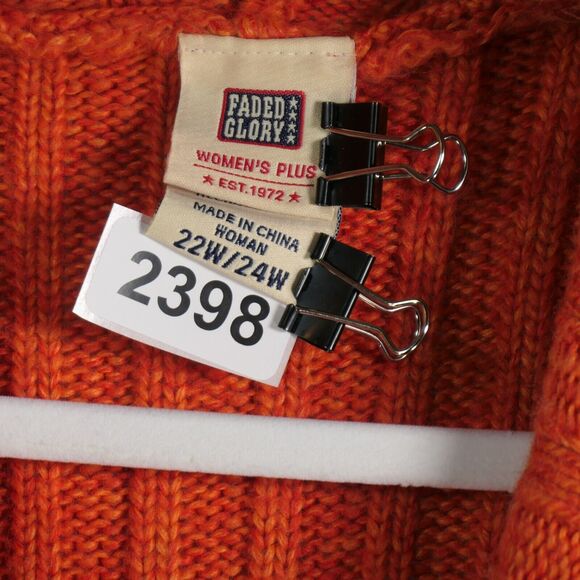 FADED
GLORY
WOMEN'S PLUS
★ EST. 1972 ★
MADE IN CHINA
WOMAN
22W/24W
2398